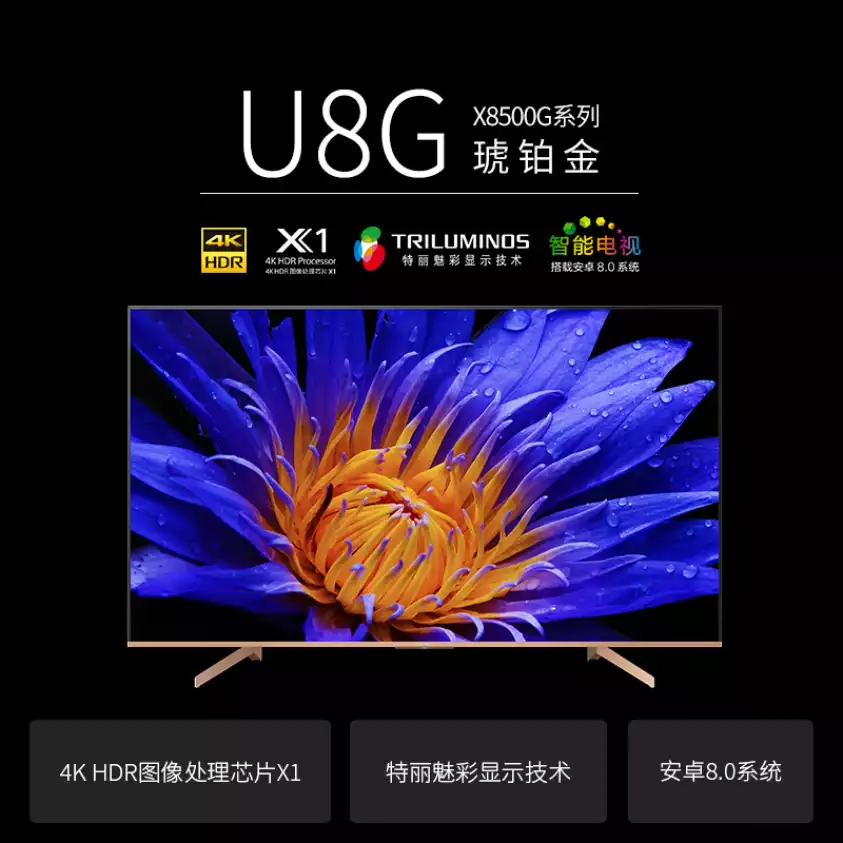 U8G
X8500G系列
琥铂金
4K
HDR
X1
4K HDR Processor
4K HDR 图像处理芯片 X1
TRILUMINOS
特丽魅彩显示技术
智能电视
搭载安卓 8.0 系统
4K HDR图像处理芯片X1
特丽魅彩显示技术
安卓8.0系统